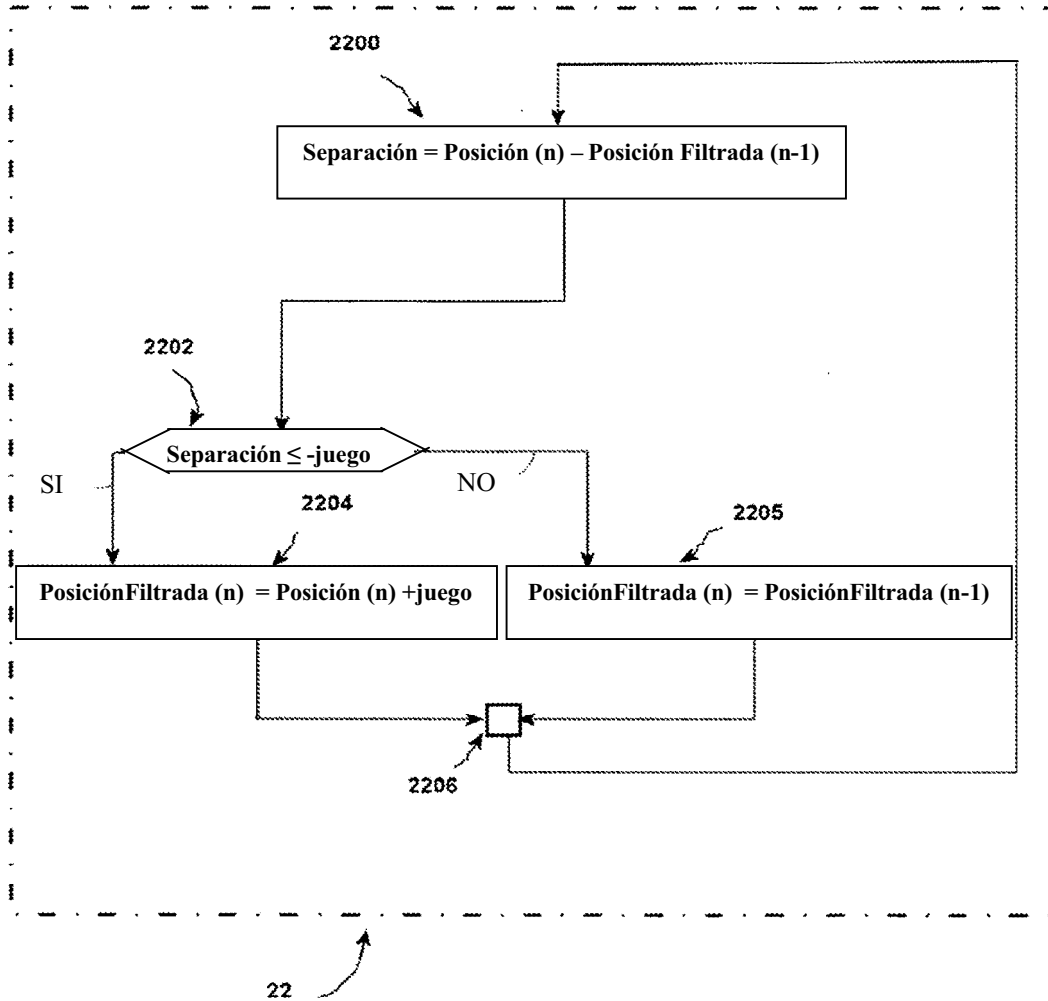 2200
Separación = Posición (n) – Posición Filtrada (n-1)
2202
Separación ≤ -juego
SI
NO
2204
2205
PosiciónFiltrada (n) = Posición (n) +juego
PosiciónFiltrada (n) = PosiciónFiltrada (n-1)
2206
22